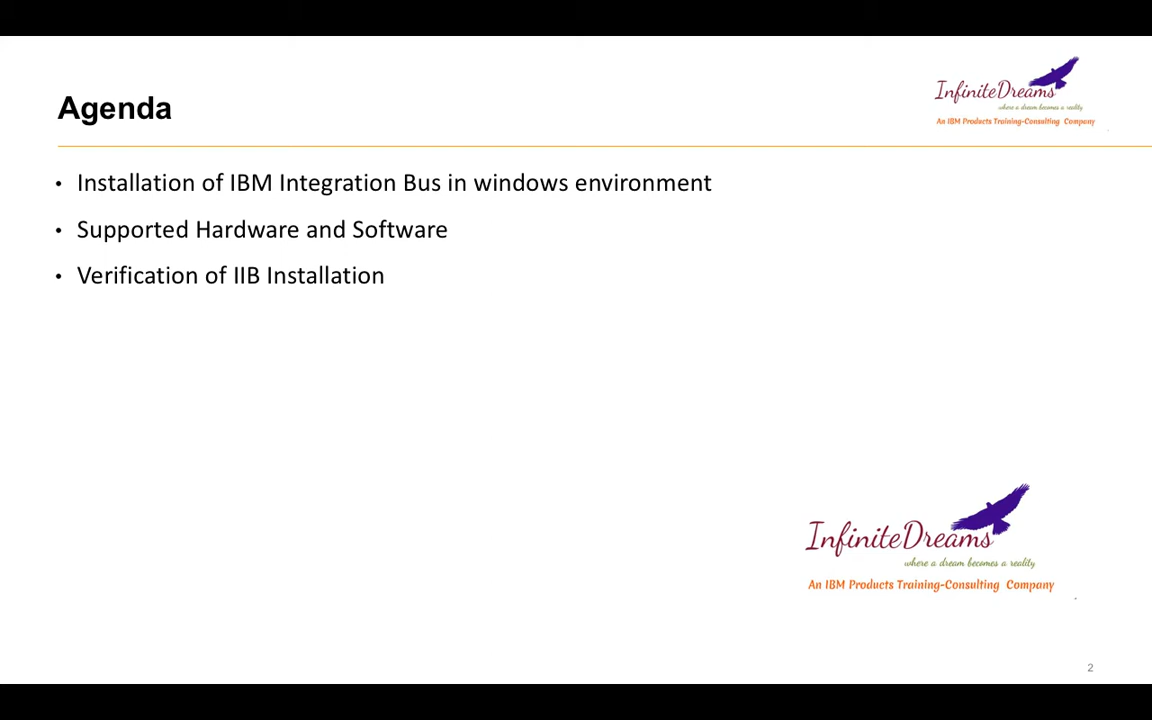 InfiniteDreams
where a dream becomes a reality
An IBM Products Training-Consulting Company
Agenda
• Installation of IBM Integration Bus in windows environment
• Supported Hardware and Software
• Verification of IIB Installation
InfiniteDreams
where a dream becomes a reality
An IBM Products Training-Consulting Company
2